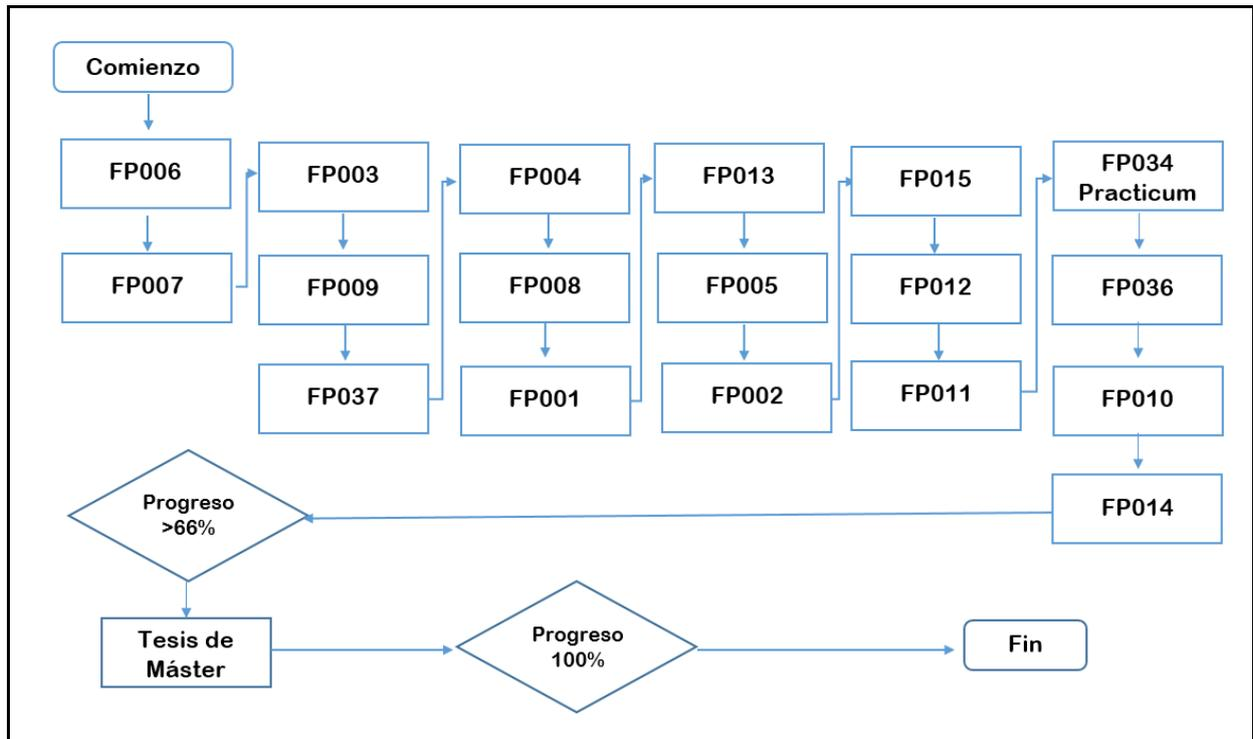 Comienzo
FP006
FP007
FP003
FP009
FP037
FP004
FP008
FP001
FP013
FP005
FP002
FP015
FP012
FP011
FP034
Practicum
FP036
FP010
FP014
Progreso
>66%
Tesis de
Máster
Progreso
100%
Fin